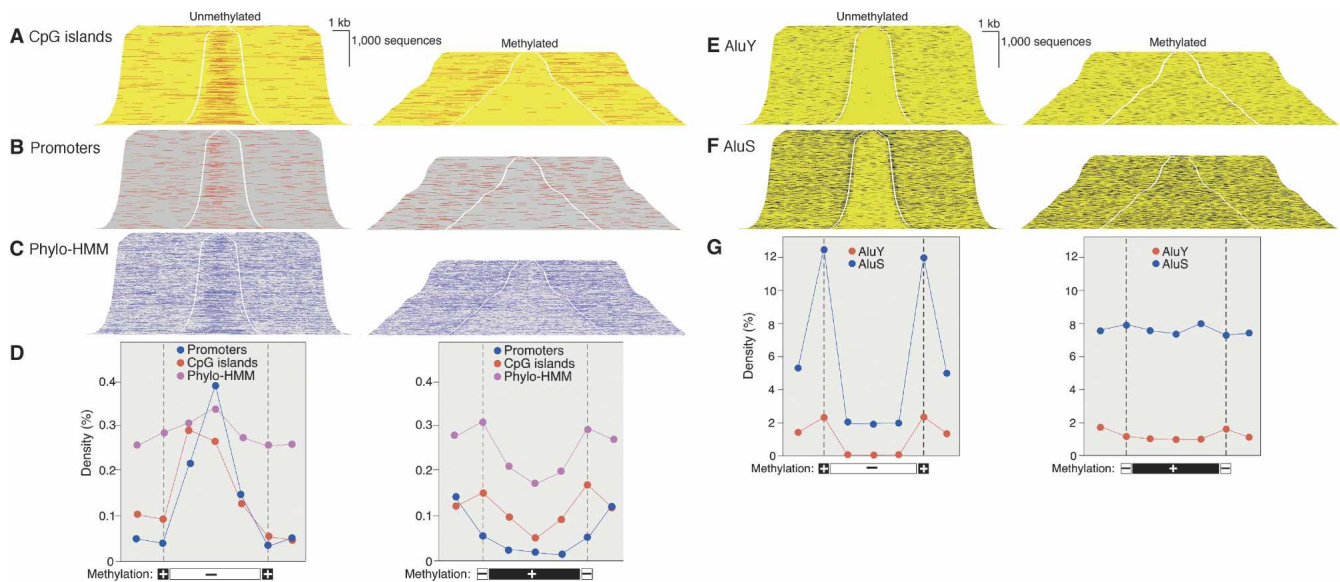 Unmethylated
A CpG islands
1 kb
1,000 sequences
Methylated
B Promoters
C Phylo-HMM
D
Promoters
CpG islands
Phylo-HMM
0.4
0.3
0.2
0.1
0
Density (%)
Methylation: + − +
Promoters
CpG islands
Phylo-HMM
0.4
0.3
0.2
0.1
0
− + −
Unmethylated
E AluY
1 kb
1,000 sequences
Methylated
F AluS
G
AluY
AluS
12
10
8
6
4
2
0
Density (%)
Methylation: + − +
AluY
AluS
12
10
8
6
4
2
0
Density (%)
Methylation: − + −